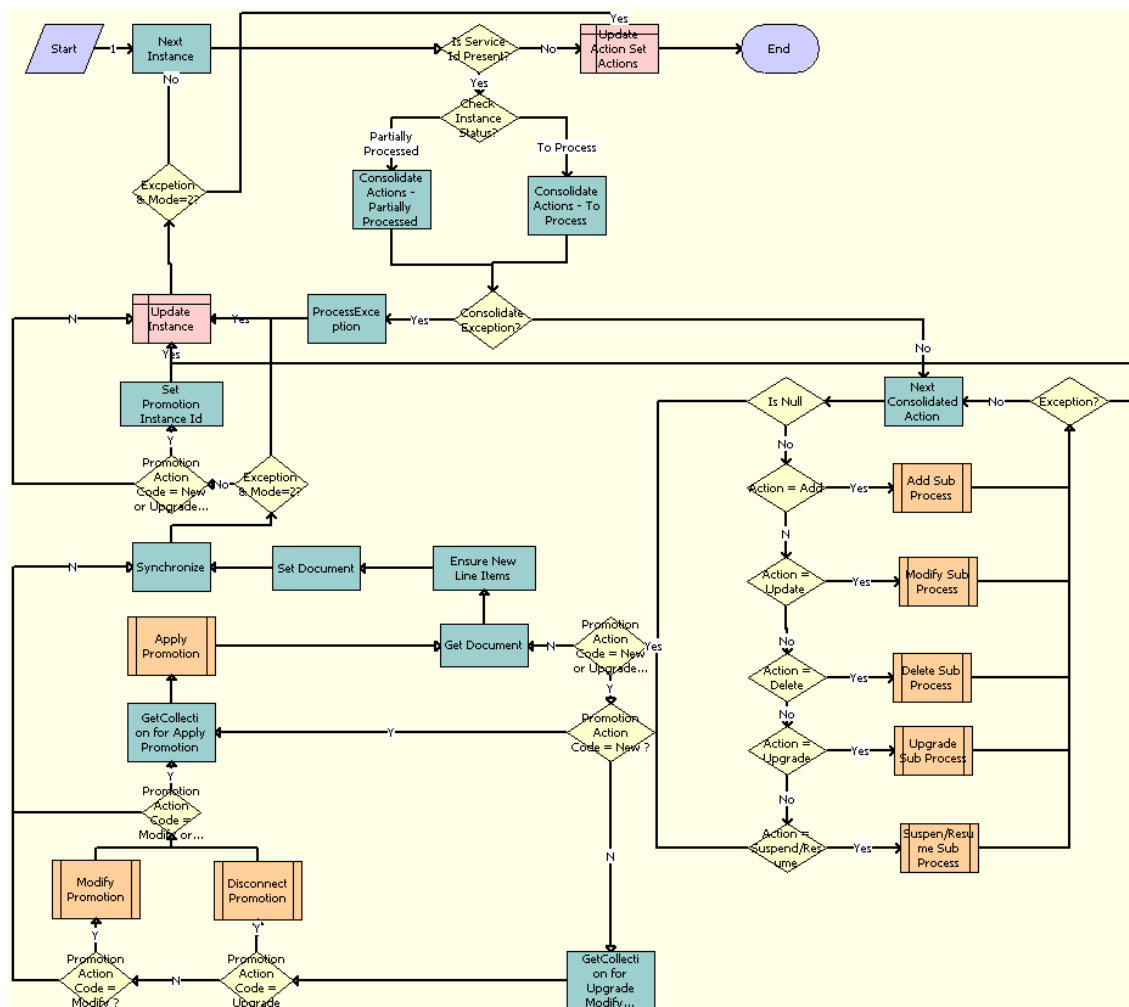 Start
1
Next
Instance
Is Service
Id Present?
No
Yes
Update
Action Set
Actions
End
No
Yes
Check
Instance
Status?
Partially
Processed
To Process
Excpetion
& Mode=2?
Consolidate
Actions -
Partially
Processed
Consolidate
Actions - To
Process
N
Update
Instance
Yes
ProcessExce
ption
Yes
Consolidate
Exception?
No
Yes
Set
Promotion
Instance Id
Is Null
Next
Consolidated
Action
No
Exception?
Y
No
Promotion
Action
Code = New
or Upgrade...
No
Exception
& Mode=2?
Action = Add
Yes
Add Sub
Process
N
N
Synchronize
Set Document
Ensure New
Line Items
Action =
Update
Yes
Modify Sub
Process
Apply
Promotion
Get Document
N
Promotion
Action
Code = New
or Upgrade...
Yes
No
Action =
Delete
Yes
Delete Sub
Process
Y
GetCollecti
on for Apply
Promotion
Y
Promotion
Action
Code = New ?
No
Action =
Upgrade
Yes
Upgrade
Sub Process
Y
Promotion
Action
Code =
Modify or...
No
Action =
Suspend/Res
ume
Yes
Suspen/Resu
me Sub
Process
N
Modify
Promotion
Disconnect
Promotion
Y
Y*
Promotion
Action
Code =
Modify ?
N
Promotion
Action
Code =
Upgrade
GetCollecti
on for
Upgrade
Modify...